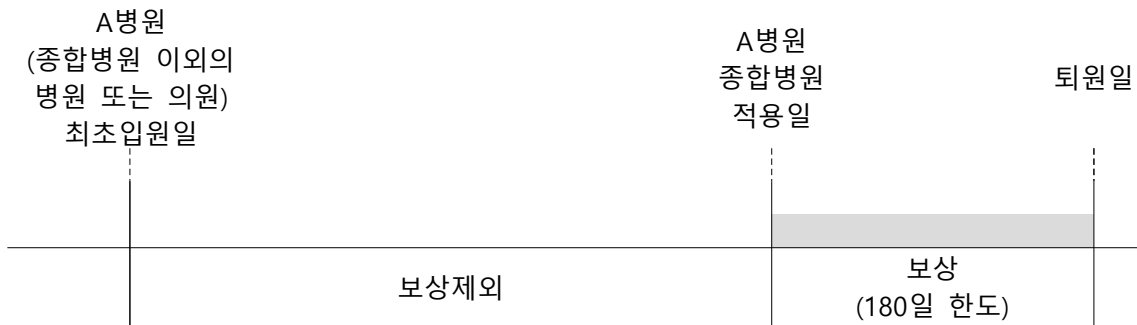 A병원
(종합병원 이외의
병원 또는 의원)
최초입원일
A병원
종합병원
적용일
퇴원일
보상제외
보상
(180일 한도)